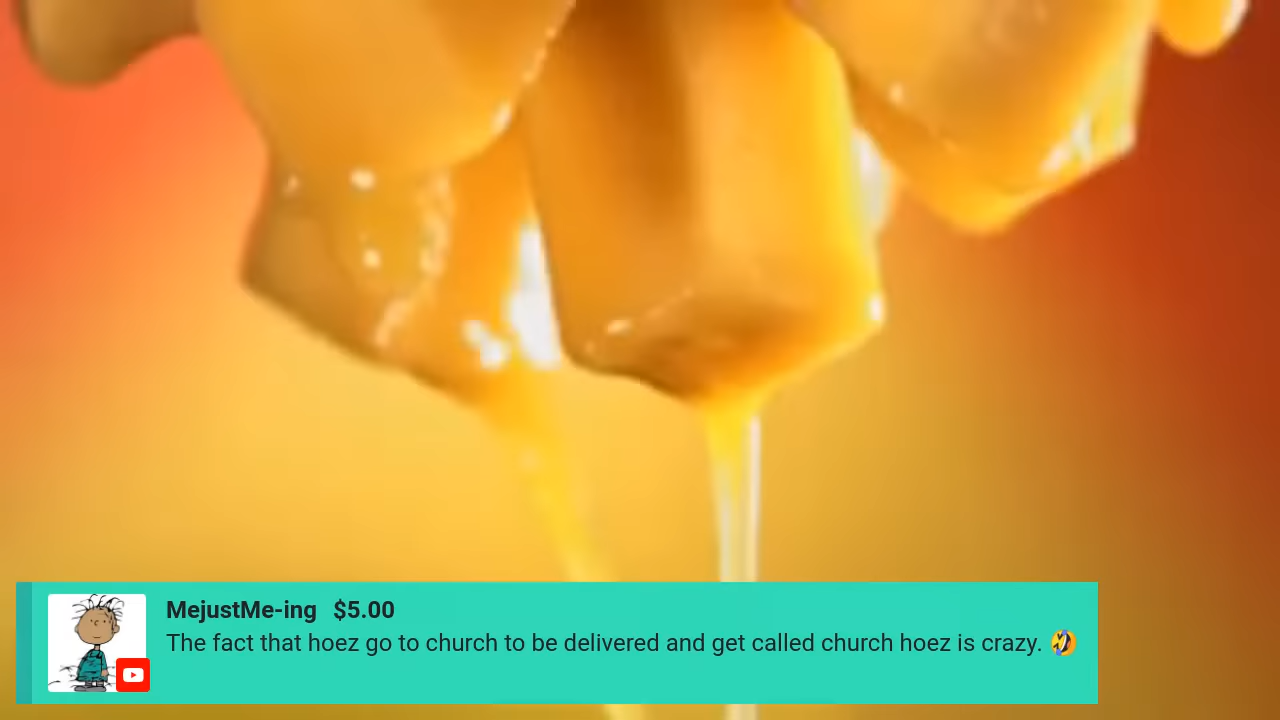 MejustMe-ing $5.00
The fact that hoez go to church to be delivered and get called church hoez is crazy. 🤣